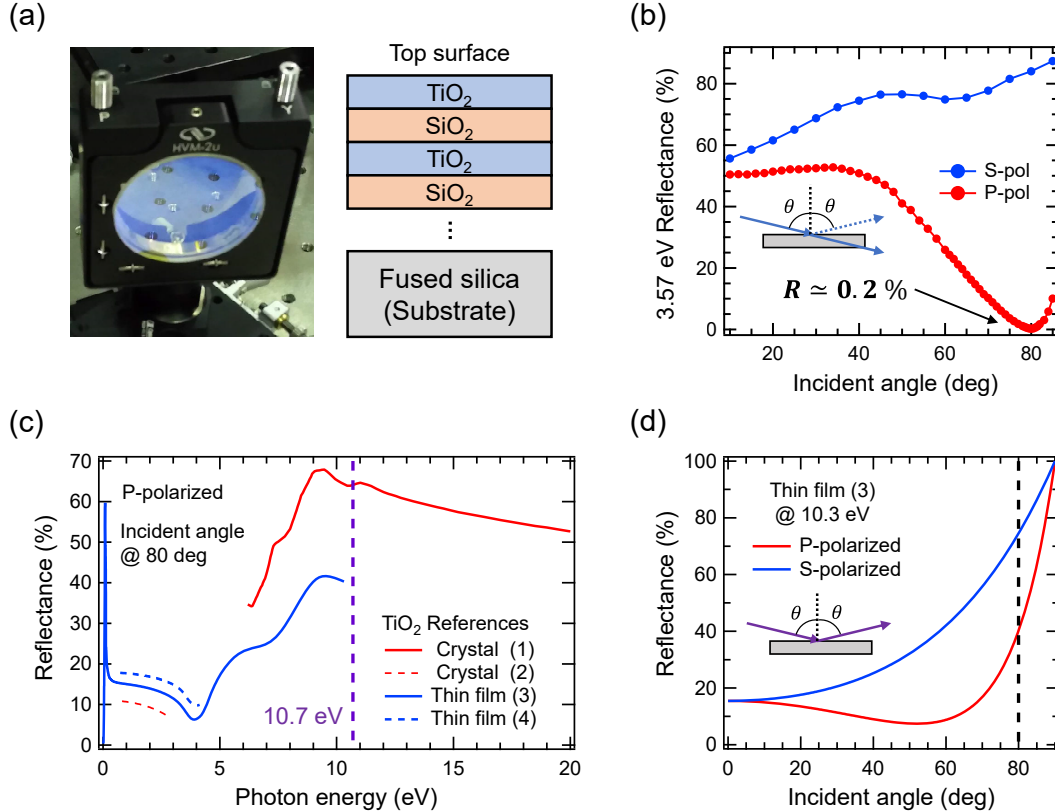 (a)
P
Y
HVM-2u
Top surface
TiO₂
SiO₂
TiO₂
SiO₂
...
Fused silica
(Substrate)
(b)
3.57 eV Reflectance (%)
80
60
40
20
0
S-pol
P-pol
θ θ
R ≃ 0.2 %
20 40 60 80
Incident angle (deg)
(c)
Reflectance (%)
70
60
50
40
30
20
10
0
P-polarized
Incident angle
@ 80 deg
10.7 eV
TiO₂ References
Crystal (1)
Crystal (2)
Thin film (3)
Thin film (4)
0 5 10 15 20
Photon energy (eV)
(d)
Reflectance (%)
100
80
60
40
20
0
Thin film (3)
@ 10.3 eV
P-polarized
S-polarized
θ θ
0 20 40 60 80
Incident angle (deg)